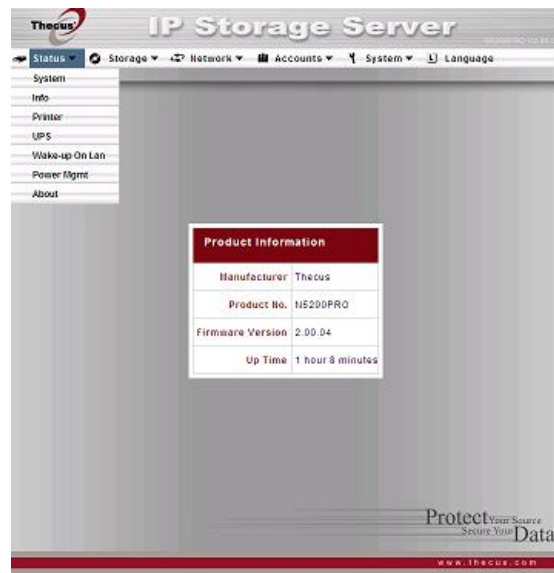 Thecus
IP Storage Server
Status Storage Network Accounts System Language
System
Info
Printer
UPS
Wake-up On Lan
Power Mgmt
About
Product Information
Manufacturer Thecus
Product No. N5200PRO
Firmware Version 2.00.04
Up Time 1 hour 8 minutes
Protect Your Source
Secure Your Data
www.thecus.com